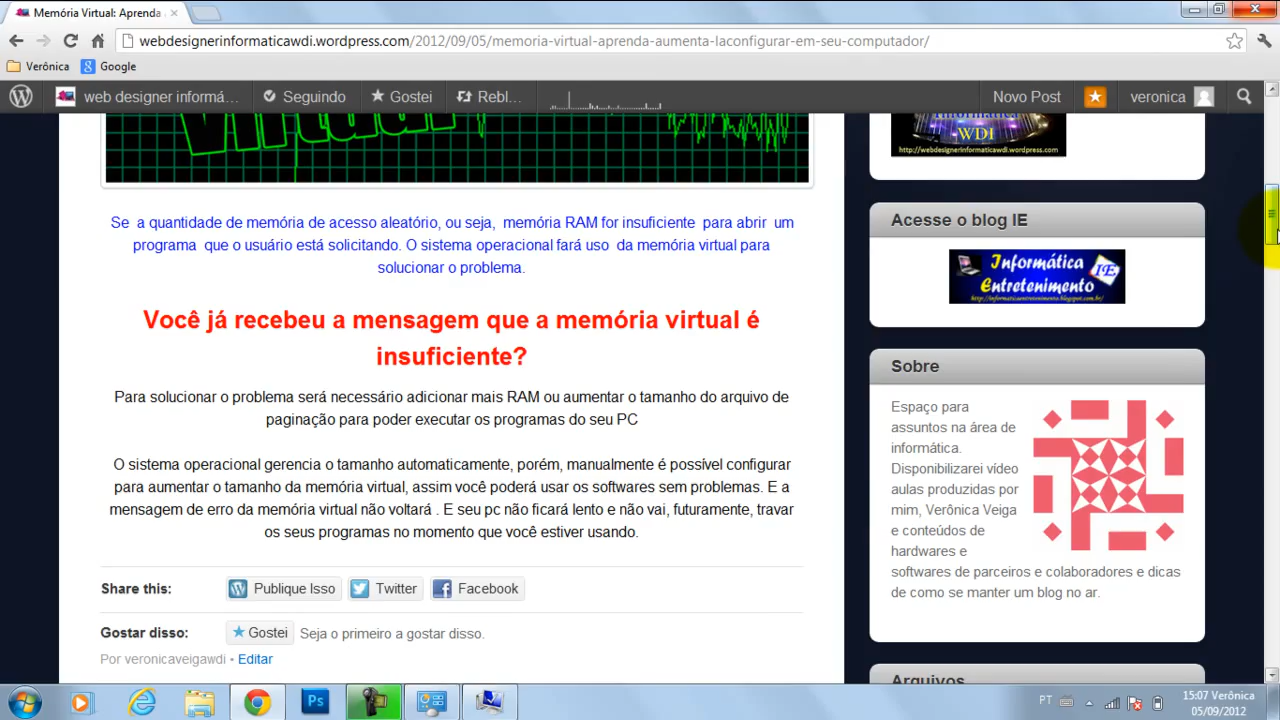 Memória Virtual: Aprenda
webdesignerinformaticawdi.wordpress.com/2012/09/05/memoria-virtual-aprenda-aumenta-laconfigurar-em-seu-computador/
Verônica
Google
web designer informá…
Seguindo
Gostei
Rebl…
Novo Post
veronica
Virtual
Informática
WDI
http://webdesignerinformaticawdi.wordpress.com
Se a quantidade de memória de acesso aleatório, ou seja, memória RAM for insuficiente para abrir um
programa que o usuário está solicitando. O sistema operacional fará uso da memória virtual para
solucionar o problema.
Você já recebeu a mensagem que a memória virtual é
insuficiente?
Para solucionar o problema será necessário adicionar mais RAM ou aumentar o tamanho do arquivo de
paginação para poder executar os programas do seu PC
O sistema operacional gerencia o tamanho automaticamente, porém, manualmente é possível configurar
para aumentar o tamanho da memória virtual, assim você poderá usar os softwares sem problemas. E a
mensagem de erro da memória virtual não voltará . E seu pc não ficará lento e não vai, futuramente, travar
os seus programas no momento que você estiver usando.
Share this:
Publique Isso
Twitter
Facebook
Gostar disso:
Gostei
Seja o primeiro a gostar disso.
Por veronicaveigawdi • Editar
Acesse o blog IE
Informática
Entretenimento
IE
http://informaticaentretenimento.blogspot.com.br/
Sobre
Espaço para
assuntos na área de
informática.
Disponibilizarei vídeo
aulas produzidas por
mim, Verônica Veiga
e conteúdos de
hardwares e
softwares de parceiros e colaboradores e dicas
de como se manter um blog no ar.
Arquivos
Ps
PT
15:07 Verônica
05/09/2012